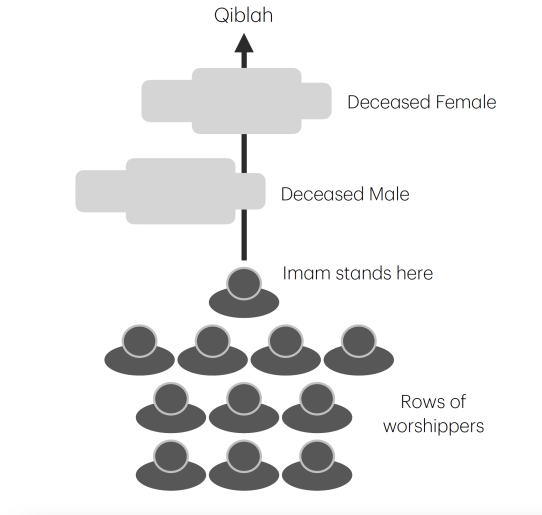 Qiblah
Deceased Female
Deceased Male
Imam stands here
Rows of
worshippers